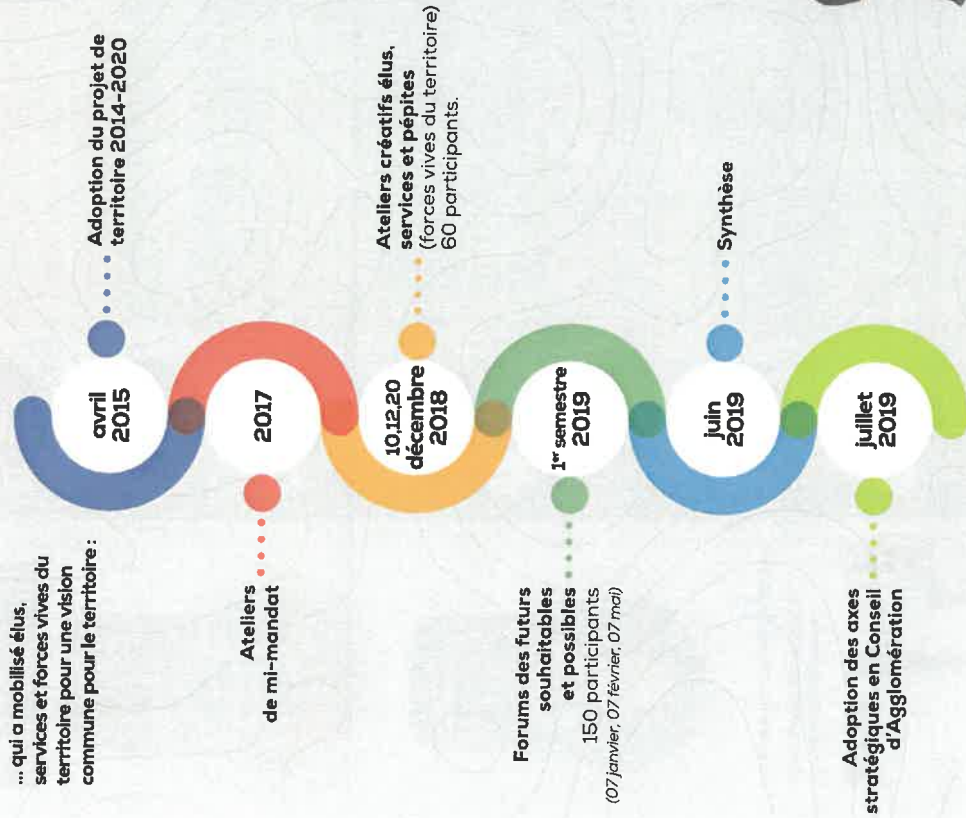 ... qui a mobilisé élus,
services et forces vives du
territoire pour une vision
commune pour le territoire :
avril
2015
Adoption du projet de
territoire 2014-2020
2017
Ateliers
de mi-mandat
10,12,20
décembre
2018
Ateliers créatifs élus,
services et pépites
(forces vives du territoire)
60 participants.
1er semestre
2019
Forums des futurs
souhaitables
et possibles
150 participants
(07 janvier, 07 février, 07 mai)
juin
2019
Synthèse
juillet
2019
Adoption des axes
stratégiques en Conseil
d'Agglomération